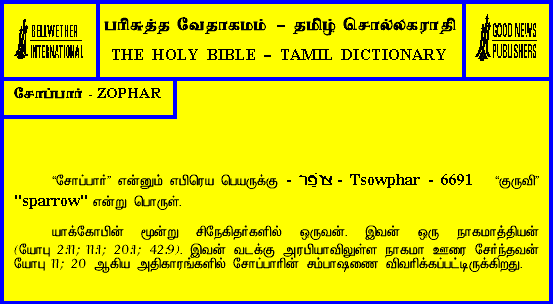 BELLWETHER
INTERNATIONAL
பரிசுத்த வேதாகமம் – தமிழ் சொல்லகராதி
THE HOLY BIBLE – TAMIL DICTIONARY
GOOD NEWS
PUBLISHERS
சோப்பார் - ZOPHAR
“சோப்பார்” என்னும் எபிரெய பெயருக்கு - צוֹפַר - Tsowphar - 6691 “குருவி”
"sparrow" என்று பொருள்.
யாக்கோபின் மூன்று சிநேகிதர்களில் ஒருவன். இவன் ஒரு நாகமாத்தியன்
(யோபு 2:11; 11:1; 20:1; 42:9). இவன் வடக்கு அரபியாவிலுள்ள நாகமா ஊரை சேர்ந்தவன்
யோபு 11; 20 ஆகிய அதிகாரங்களில் சோப்பாரின் சம்பாஷணை விவரிக்கப்பட்டிருக்கிறது.